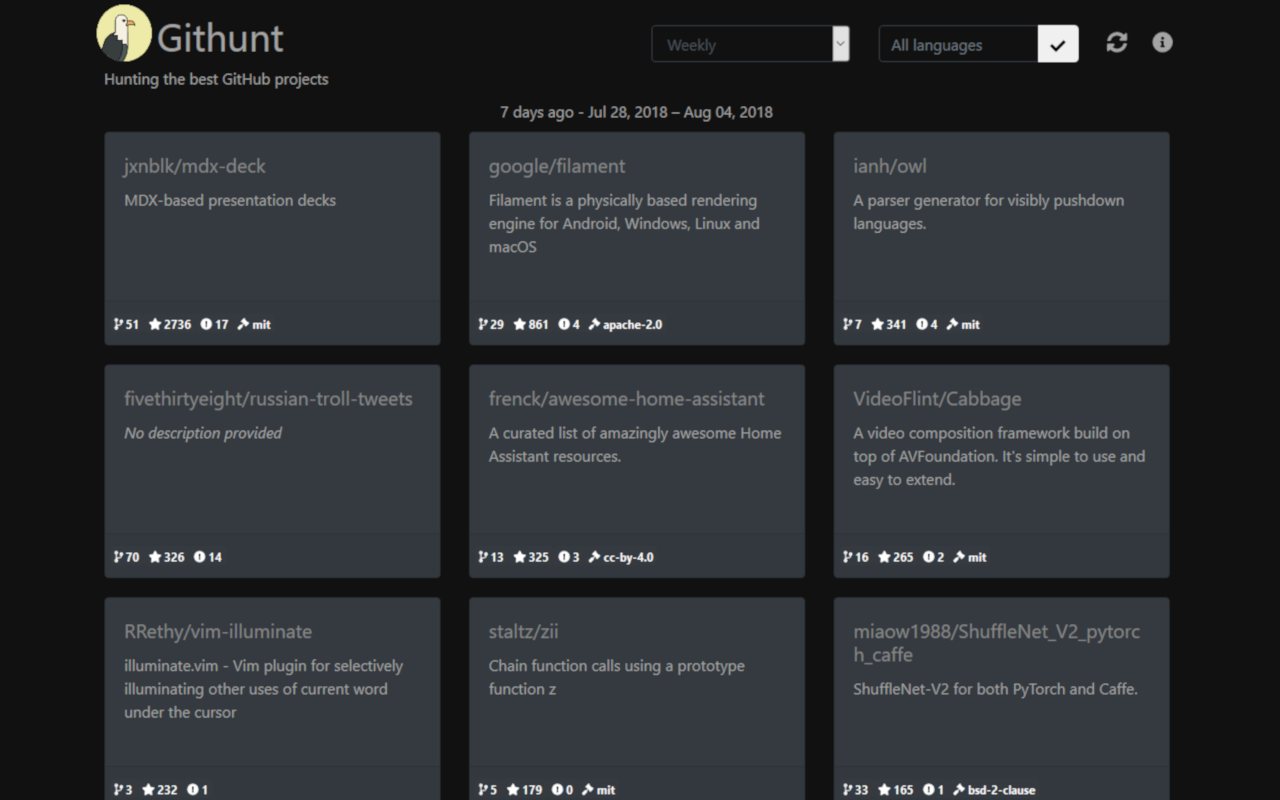 Githunt
Weekly
All languages
Hunting the best GitHub projects
7 days ago - Jul 28, 2018 – Aug 04, 2018
jxnblk/mdx-deck
MDX-based presentation decks
51 2736 17 mit
google/filament
Filament is a physically based rendering
engine for Android, Windows, Linux and
macOS
29 861 4 apache-2.0
ianh/owl
A parser generator for visibly pushdown
languages.
7 341 4 mit
fivethirtyeight/russian-troll-tweets
No description provided
70 326 14
frenck/awesome-home-assistant
A curated list of amazingly awesome Home
Assistant resources.
13 325 3 cc-by-4.0
VideoFlint/Cabbage
A video composition framework build on
top of AVFoundation. It's simple to use and
easy to extend.
16 265 2 mit
RRethy/vim-illuminate
illuminate.vim - Vim plugin for selectively
illuminating other uses of current word
under the cursor
3 232 1
staltz/zii
Chain function calls using a prototype
function z
5 179 0 mit
miaow1988/ShuffleNet_V2_pytorc
h_caffe
ShuffleNet-V2 for both PyTorch and Caffe.
33 165 1 bsd-2-clause